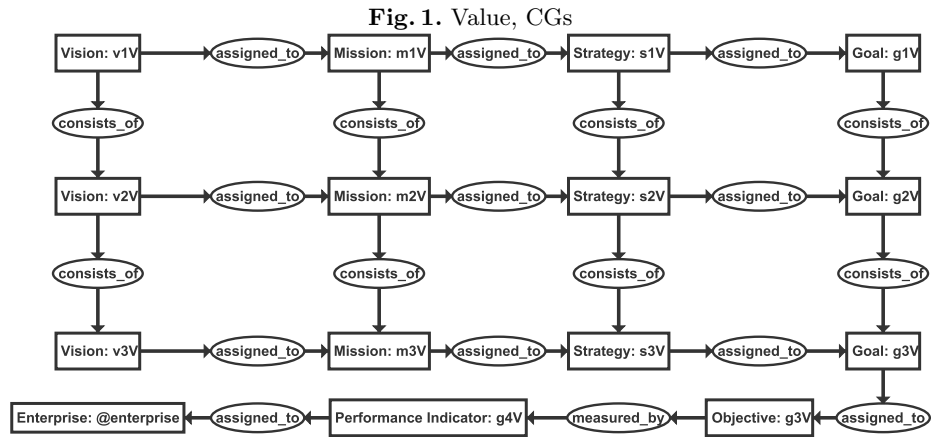 Fig. 1. Value, CGs
Vision: v1V assigned_to Mission: m1V assigned_to Strategy: s1V assigned_to Goal: g1V
consists_of consists_of consists_of consists_of
Vision: v2V assigned_to Mission: m2V assigned_to Strategy: s2V assigned_to Goal: g2V
consists_of consists_of consists_of consists_of
Vision: v3V assigned_to Mission: m3V assigned_to Strategy: s3V assigned_to Goal: g3V
Enterprise: @enterprise assigned_to Performance Indicator: g4V measured_by Objective: g3V assigned_to